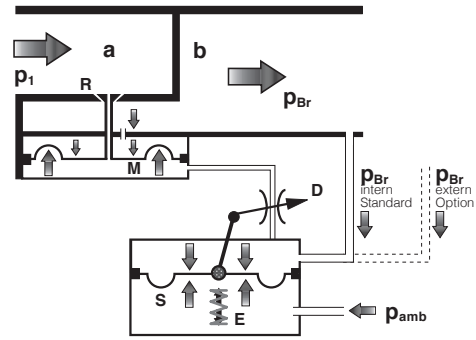 a
b
p1
R
pBr
M
D
pBr
intern
Standard
pBr
extern
Option
S
E
pamb